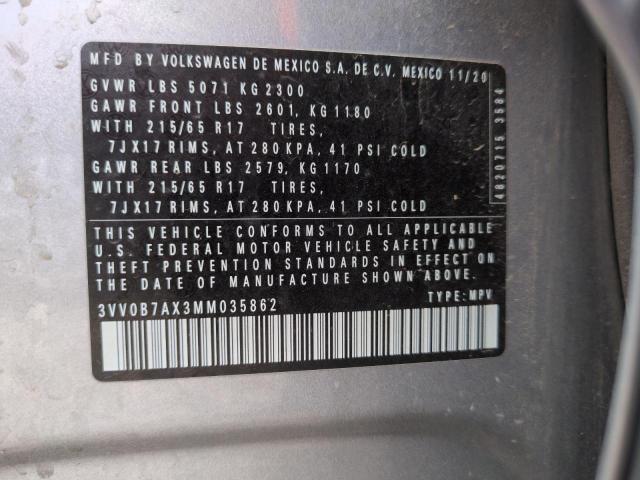 MFD BY VOLKSWAGEN DE MEXICO S.A. DE C.V. MEXICO 11/20
GVWR LBS 5071 KG 2300
GAWR FRONT LBS 2601, KG 1180
WITH 215/65 R17 TIRES,
7JX17 RIMS, AT 280 KPA, 41 PSI COLD
GAWR REAR LBS 2579, KG 1170
WITH 215/65 R17 TIRES,
7JX17 RIMS, AT 280 KPA, 41 PSI COLD
THIS VEHICLE CONFORMS TO ALL APPLICABLE
U.S. FEDERAL MOTOR VEHICLE SAFETY AND
THEFT PREVENTION STANDARDS IN EFFECT ON
THE DATE OF MANUFACTURE SHOWN ABOVE.
3VV0B7AX3MM035862 TYPE: MPV
4820715 3584